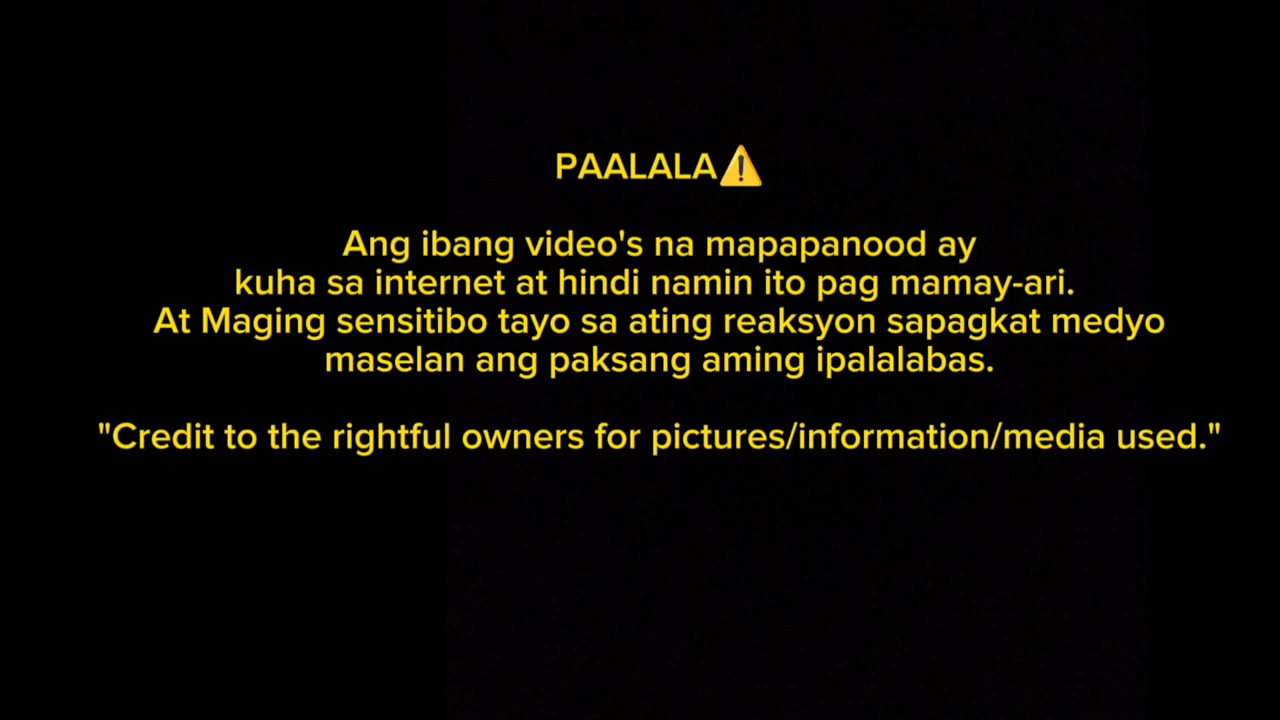 PAALALA⚠️
Ang ibang video's na mapapanood ay
kuha sa internet at hindi namin ito pag mamay-ari.
At Maging sensitibo tayo sa ating reaksyon sapagkat medyo
maselan ang paksang aming ipalalabas.
"Credit to the rightful owners for pictures/information/media used."